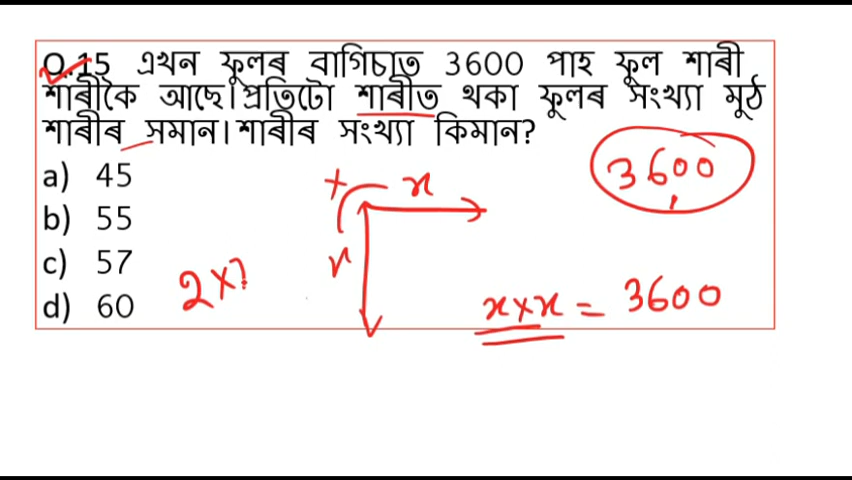 Q.15 এখন ফুলৰ বাগিচাত 3600 পাহ ফুল শাৰী
শাৰীকৈ আছে।প্ৰতিটো শাৰীত থকা ফুলৰ সংখ্যা মুঠ
শাৰীৰ সমান।শাৰীৰ সংখ্যা কিমান?
3600
a) 45
x x
b) 55
c) 57
x
2x?
d) 60
x×x = 3600